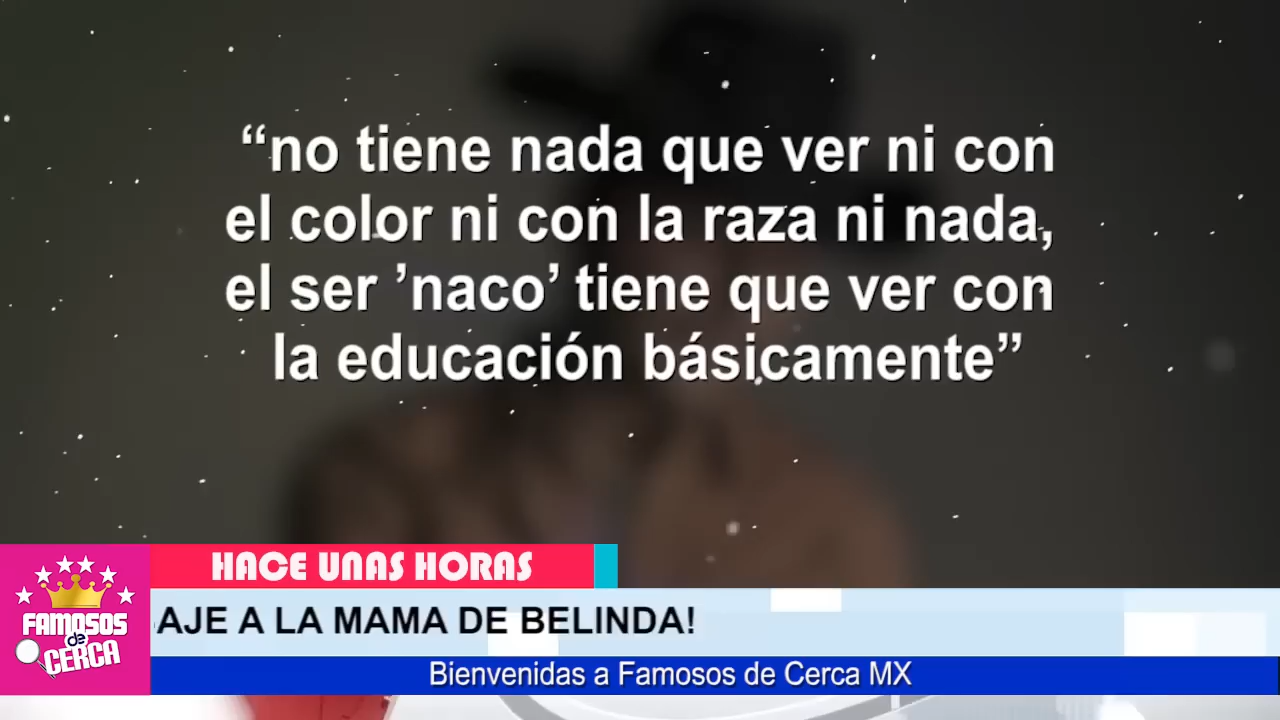 “no tiene nada que ver ni con
el color ni con la raza ni nada,
el ser ’naco’ tiene que ver con
la educación básicamente”
HACE UNAS HORAS
AJE A LA MAMA DE BELINDA!
FAMOSOS
de
CERCA
Bienvenidas a Famosos de Cerca MX